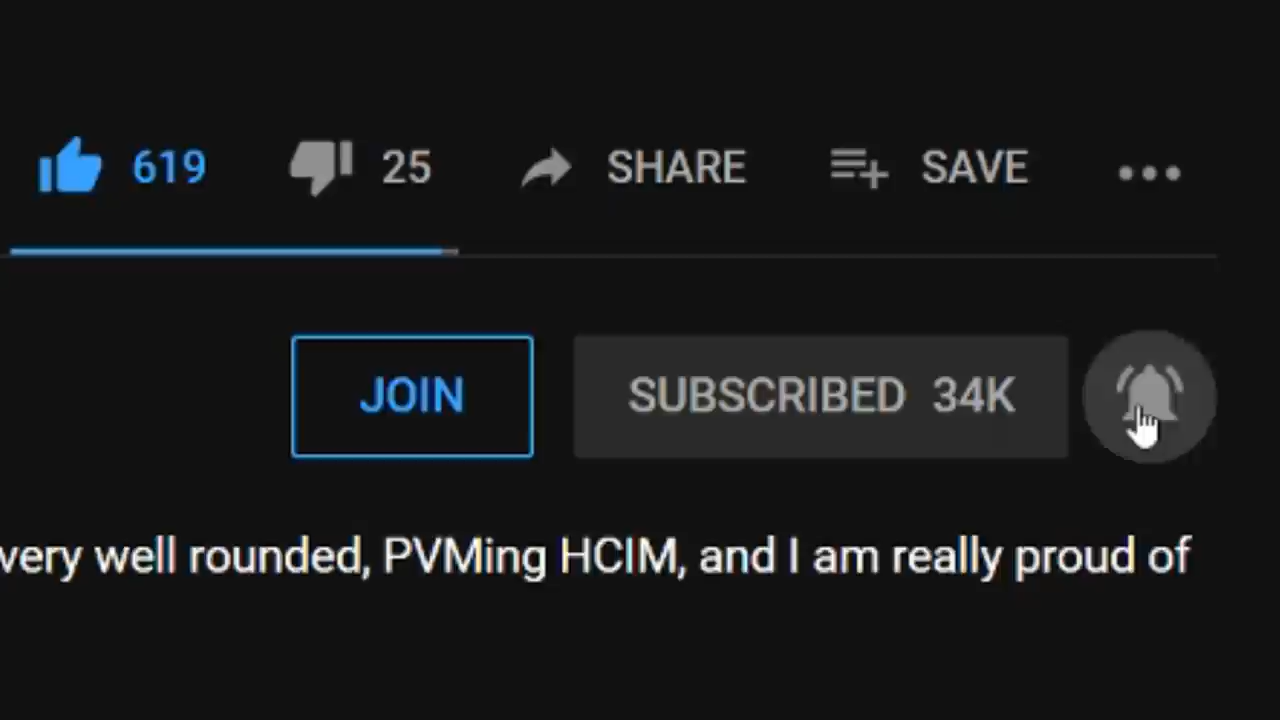 619 25 SHARE SAVE
JOIN SUBSCRIBED 34K
very well rounded, PVMing HCIM, and I am really proud of